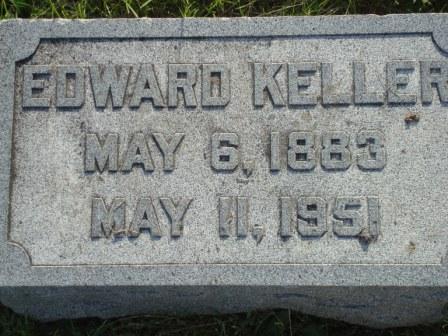 EDWARD KELLER
MAY 6, 1883
MAY 11, 1951